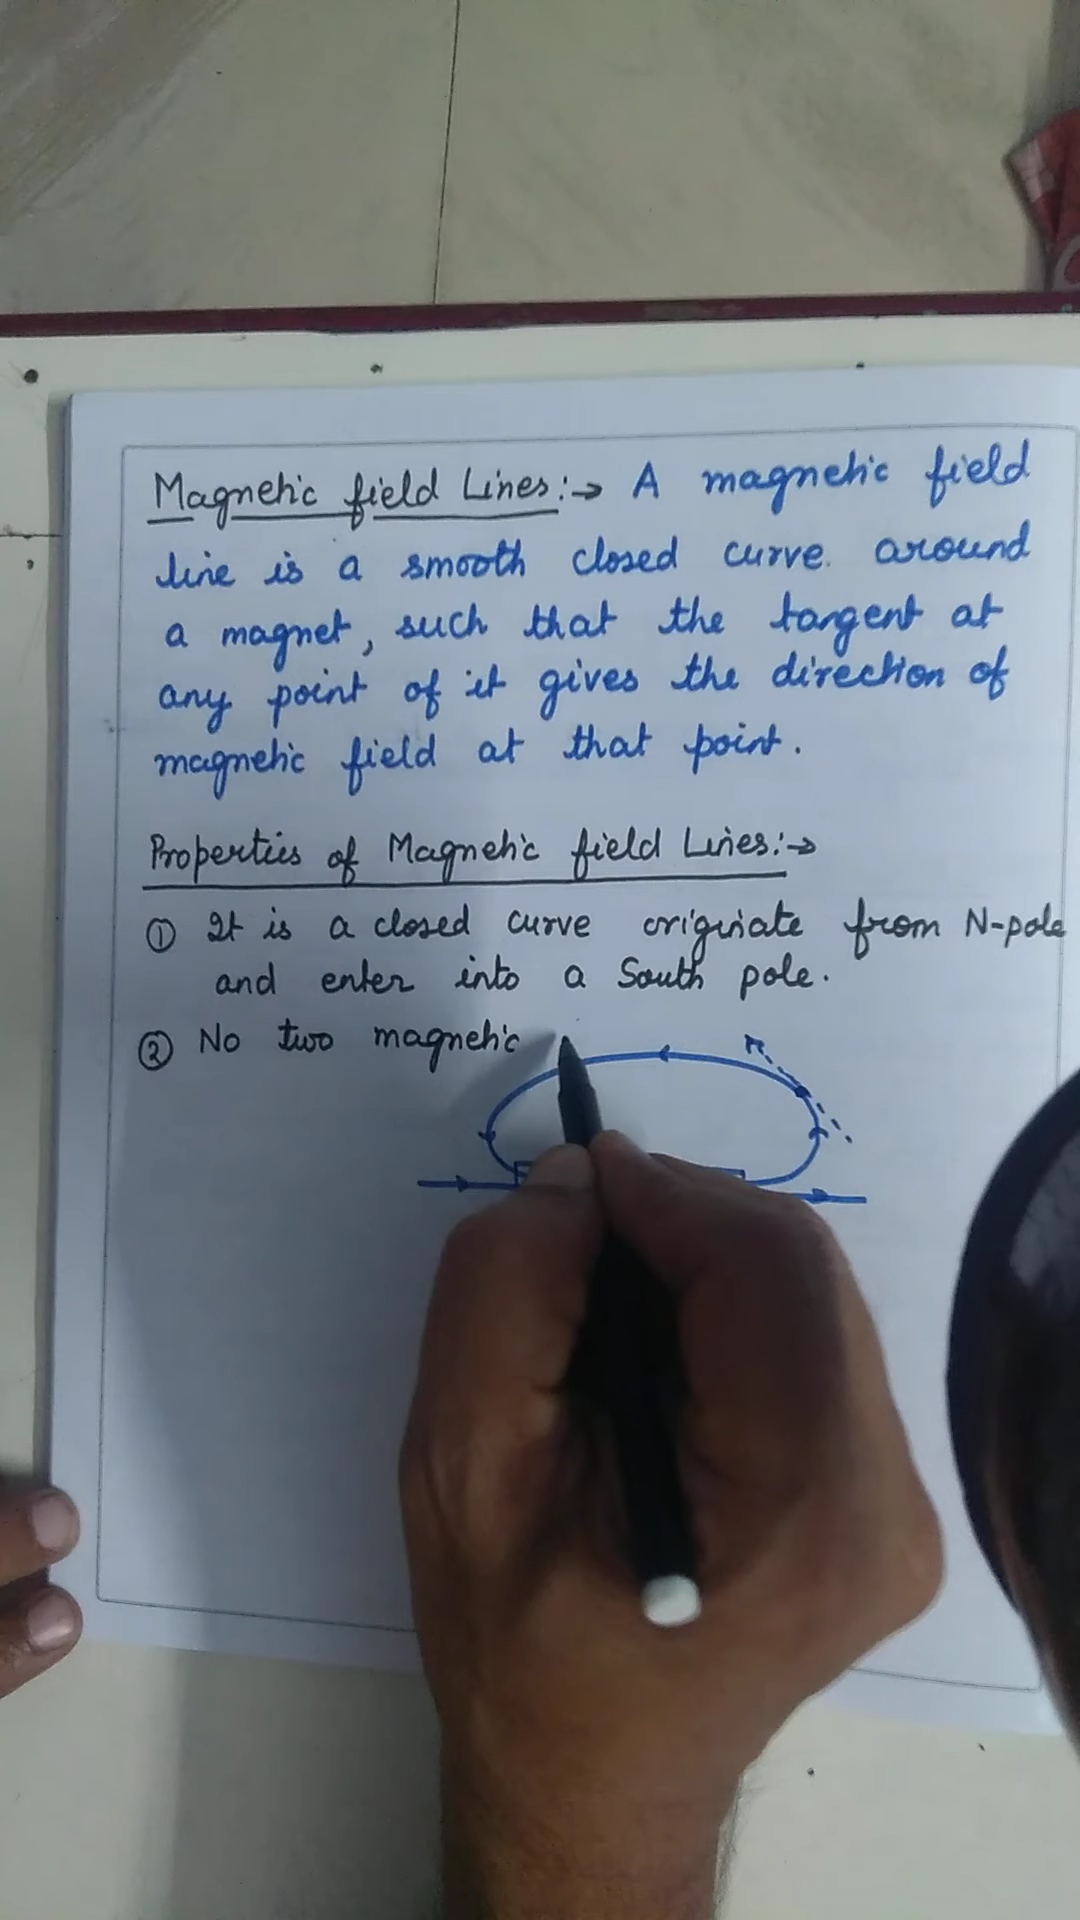 Magnetic field Lines:→ A magnetic field
line is a smooth closed curve. around
a magnet, such that the tangent at
any point of it gives the direction of
magnetic field at that point.
Properties of Magnetic field Lines:→
① It is a closed curve originate from N-pole
and enter into a South pole.
② No two magnetic